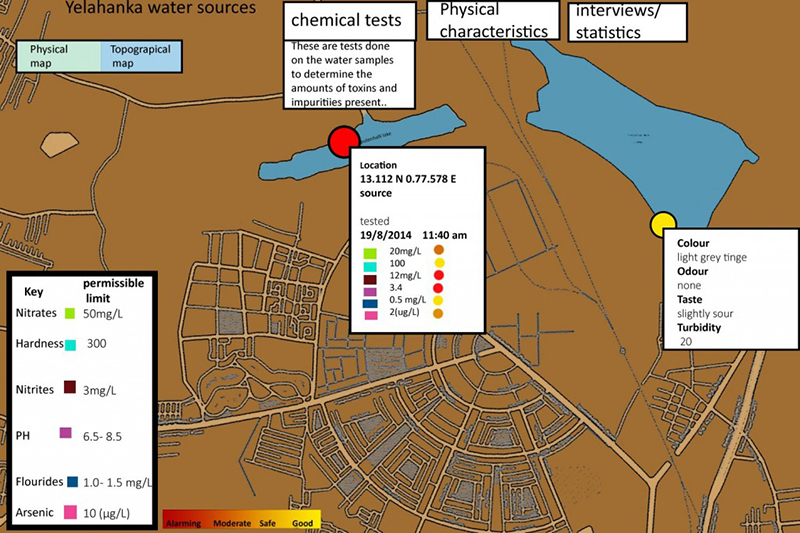 Yelahanka water sources
Physical
map
Topograpical
map
chemical tests
These are tests done
on the water samples
to determine the
amounts of toxins and
impuritiies present..
Physical
characteristics
interviews/
statistics
Location
13.112 N 0.77.578 E
source
tested
19/8/2014 11:40 am
20mg/L
100
12mg/L
3.4
0.5 mg/L
2(ug/L)
Colour
light grey tinge
Odour
none
Taste
slightly sour
Turbidity
20
Key permissible
limit
Nitrates 50mg/L
Hardness 300
Nitrites 3mg/L
PH 6.5- 8.5
Flourides 1.0- 1.5 mg/L
Arsenic 10 (µg/L)
Alarming Moderate Safe Good